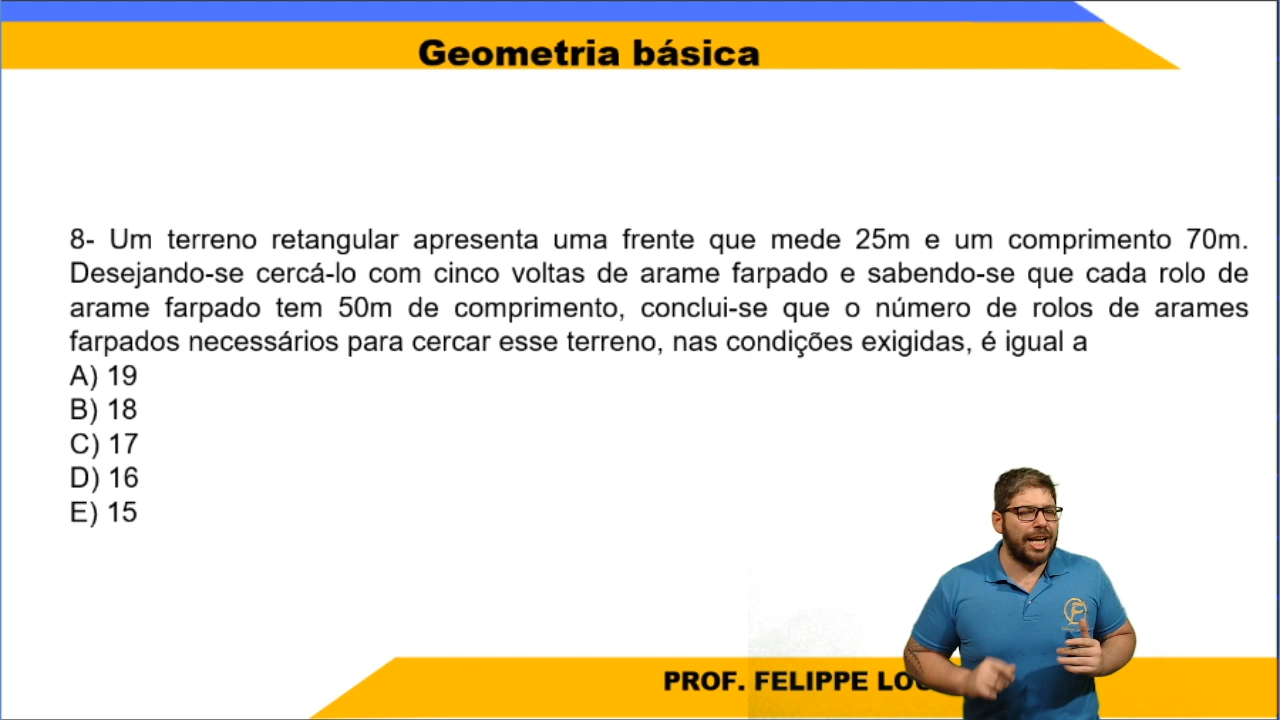 Geometria básica
8- Um terreno retangular apresenta uma frente que mede 25m e um comprimento 70m.
Desejando-se cercá-lo com cinco voltas de arame farpado e sabendo-se que cada rolo de
arame farpado tem 50m de comprimento, conclui-se que o número de rolos de arames
farpados necessários para cercar esse terreno, nas condições exigidas, é igual a
A) 19
B) 18
C) 17
D) 16
E) 15
PROF. FELIPPE